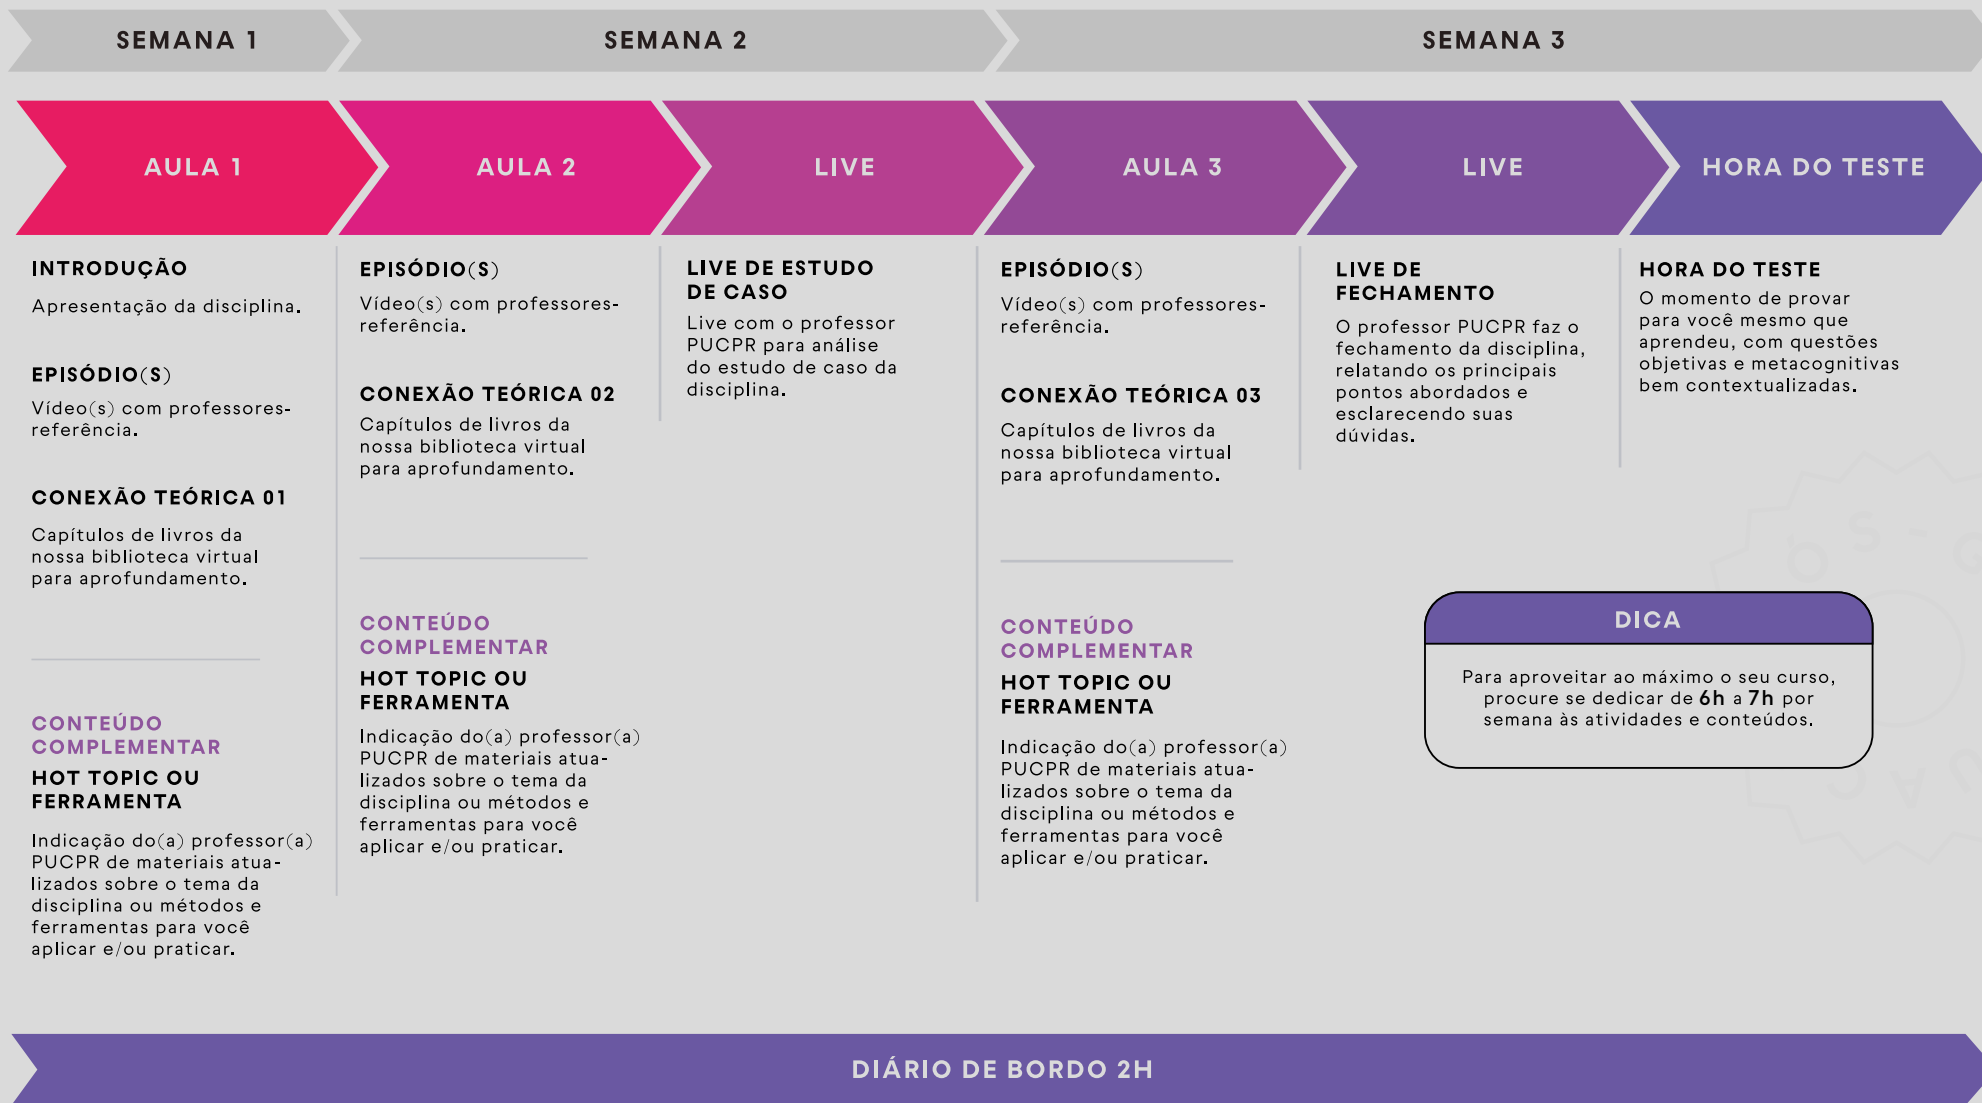 SEMANA 1
SEMANA 2
SEMANA 3
AULA 1
AULA 2
LIVE
AULA 3
LIVE
HORA DO TESTE
INTRODUÇÃO
Apresentação da disciplina.
EPISÓDIO(S)
Vídeo(s) com professores-
referência.
CONEXÃO TEÓRICA 01
Capítulos de livros da
nossa biblioteca virtual
para aprofundamento.
CONTEÚDO
COMPLEMENTAR
HOT TOPIC OU
FERRAMENTA
Indicação do(a) professor(a)
PUCPR de materiais atua-
lizados sobre o tema da
disciplina ou métodos e
ferramentas para você
aplicar e/ou praticar.
EPISÓDIO(S)
Vídeo(s) com professores-
referência.
CONEXÃO TEÓRICA 02
Capítulos de livros da
nossa biblioteca virtual
para aprofundamento.
CONTEÚDO
COMPLEMENTAR
HOT TOPIC OU
FERRAMENTA
Indicação do(a) professor(a)
PUCPR de materiais atua-
lizados sobre o tema da
disciplina ou métodos e
ferramentas para você
aplicar e/ou praticar.
LIVE DE ESTUDO
DE CASO
Live com o professor
PUCPR para análise
do estudo de caso da
disciplina.
EPISÓDIO(S)
Vídeo(s) com professores-
referência.
CONEXÃO TEÓRICA 03
Capítulos de livros da
nossa biblioteca virtual
para aprofundamento.
CONTEÚDO
COMPLEMENTAR
HOT TOPIC OU
FERRAMENTA
Indicação do(a) professor(a)
PUCPR de materiais atua-
lizados sobre o tema da
disciplina ou métodos e
ferramentas para você
aplicar e/ou praticar.
LIVE DE
FECHAMENTO
O professor PUCPR faz o
fechamento da disciplina,
relatando os principais
pontos abordados e
esclarecendo suas
dúvidas.
HORA DO TESTE
O momento de provar
para você mesmo que
aprendeu, com questões
objetivas e metacognitivas
bem contextualizadas.
DICA
Para aproveitar ao máximo o seu curso,
procure se dedicar de 6h a 7h por
semana às atividades e conteúdos.
DIÁRIO DE BORDO 2H